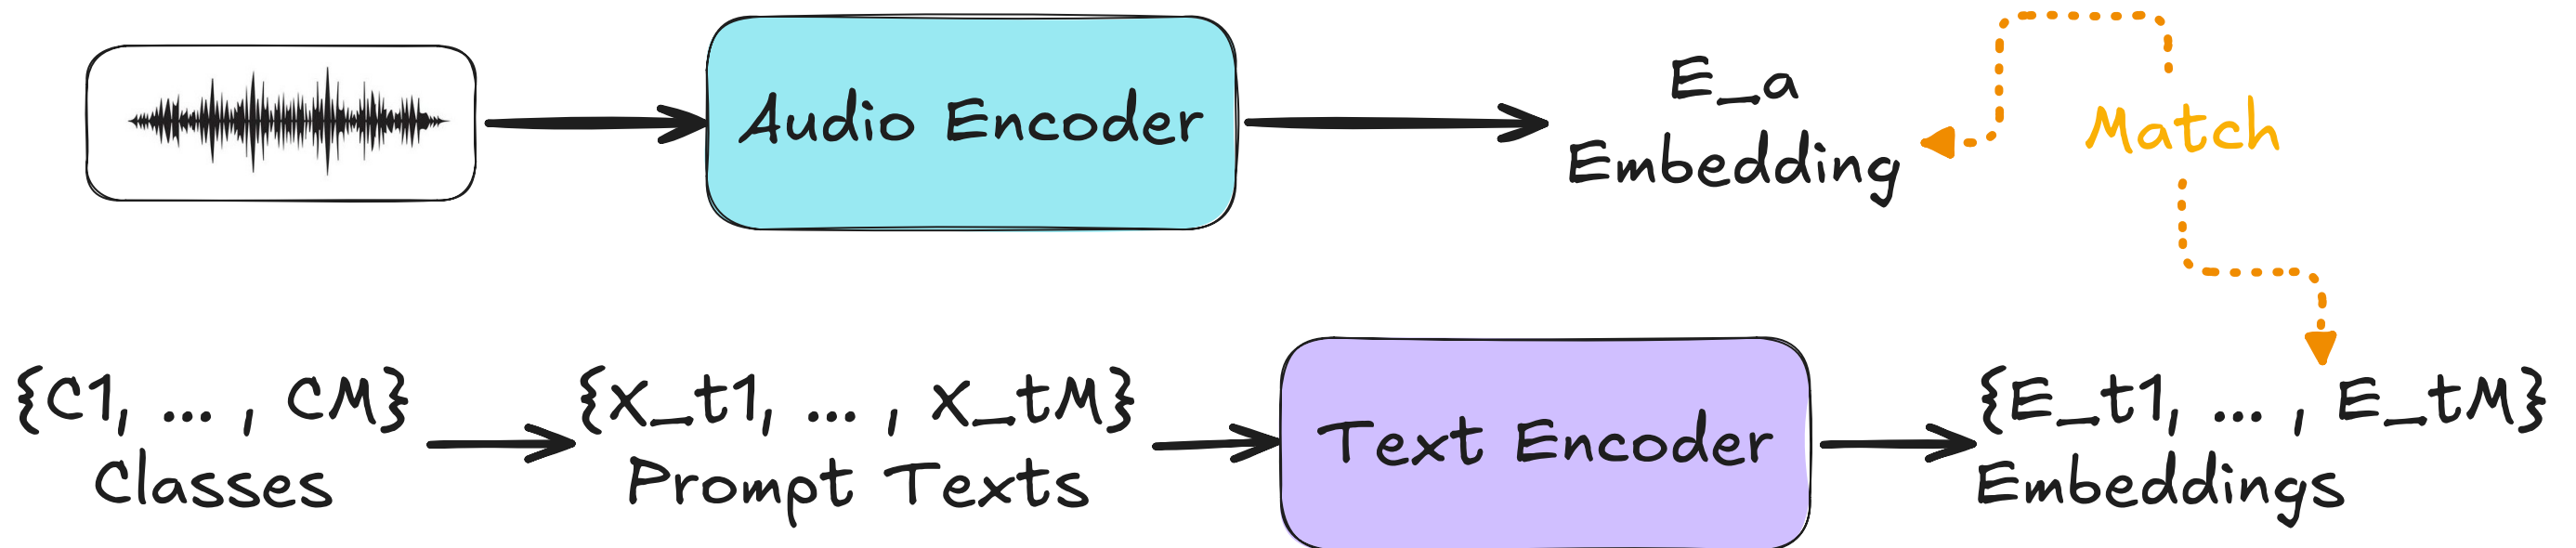 Audio Encoder
E_a
Embedding
Match
{C1, ... , CM}
Classes
{X_t1, ... , X_tM}
Prompt Texts
Text Encoder
{E_t1, ... , E_tM}
Embeddings